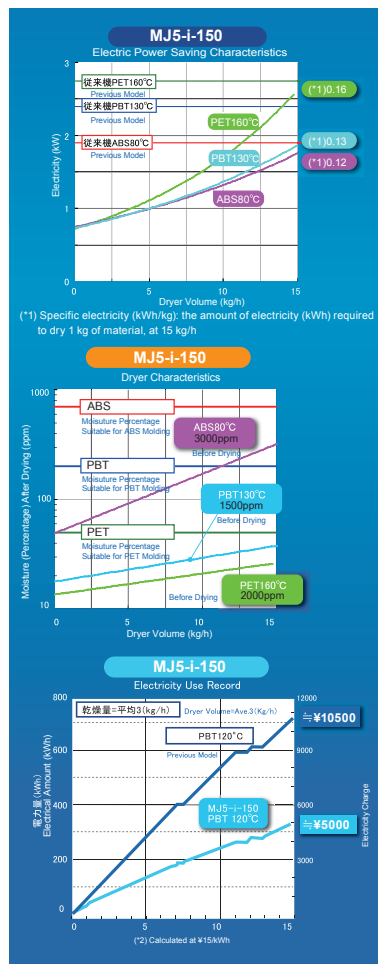 MJ5-i-150
Electric Power Saving Characteristics
3
従来機PET160℃
Previdus Model
従来機PBT130℃
Previous Model
従来機ABS80℃
Previous Model
(*1)0.16
PET160℃
2
(*1)0.13
PBT130℃
(*1)0.12
ABS80℃
Electricity (kW)
1
0
0
5
10
15
Dryer Volume (kg/h)
(*1) Specific electricity (kWh/kg): the amount of electricity (kWh) required
to dry 1 kg of material, at 15 kg/h
MJ5-i-150
Dryer Characteristics
1000
ABS
Moisuture Percentage
Suitable for ABS Molding
ABS80℃
3000ppm
Before Drying
PBT
Moisuture Percentage
Suitable for PBT Molding
PBT130℃
1500ppm
Before Drying
100
Moisture (Percentage) After Drying (ppm)
PET
Moisuture Percentage
Suitable for PET Molding
PET160℃
2000ppm
Before Drying
10
0
5
10
15
Dryer Volume (kg/h)
MJ5-i-150
Electricity Use Record
800
12000
乾燥量=平均3(kg/h)
Dryer Volume=Ave.3(Kg/h)
≒¥10500
PBT120℃
Previous Model
600
9000
電力量(kWh)
Electrical Amount (kWh)
400
6000
MJ5-i-150
PBT 120℃
≒¥5000
Electricity Charge
200
3000
0
0
5
10
15
(*2) Calculated at ¥15/kWh